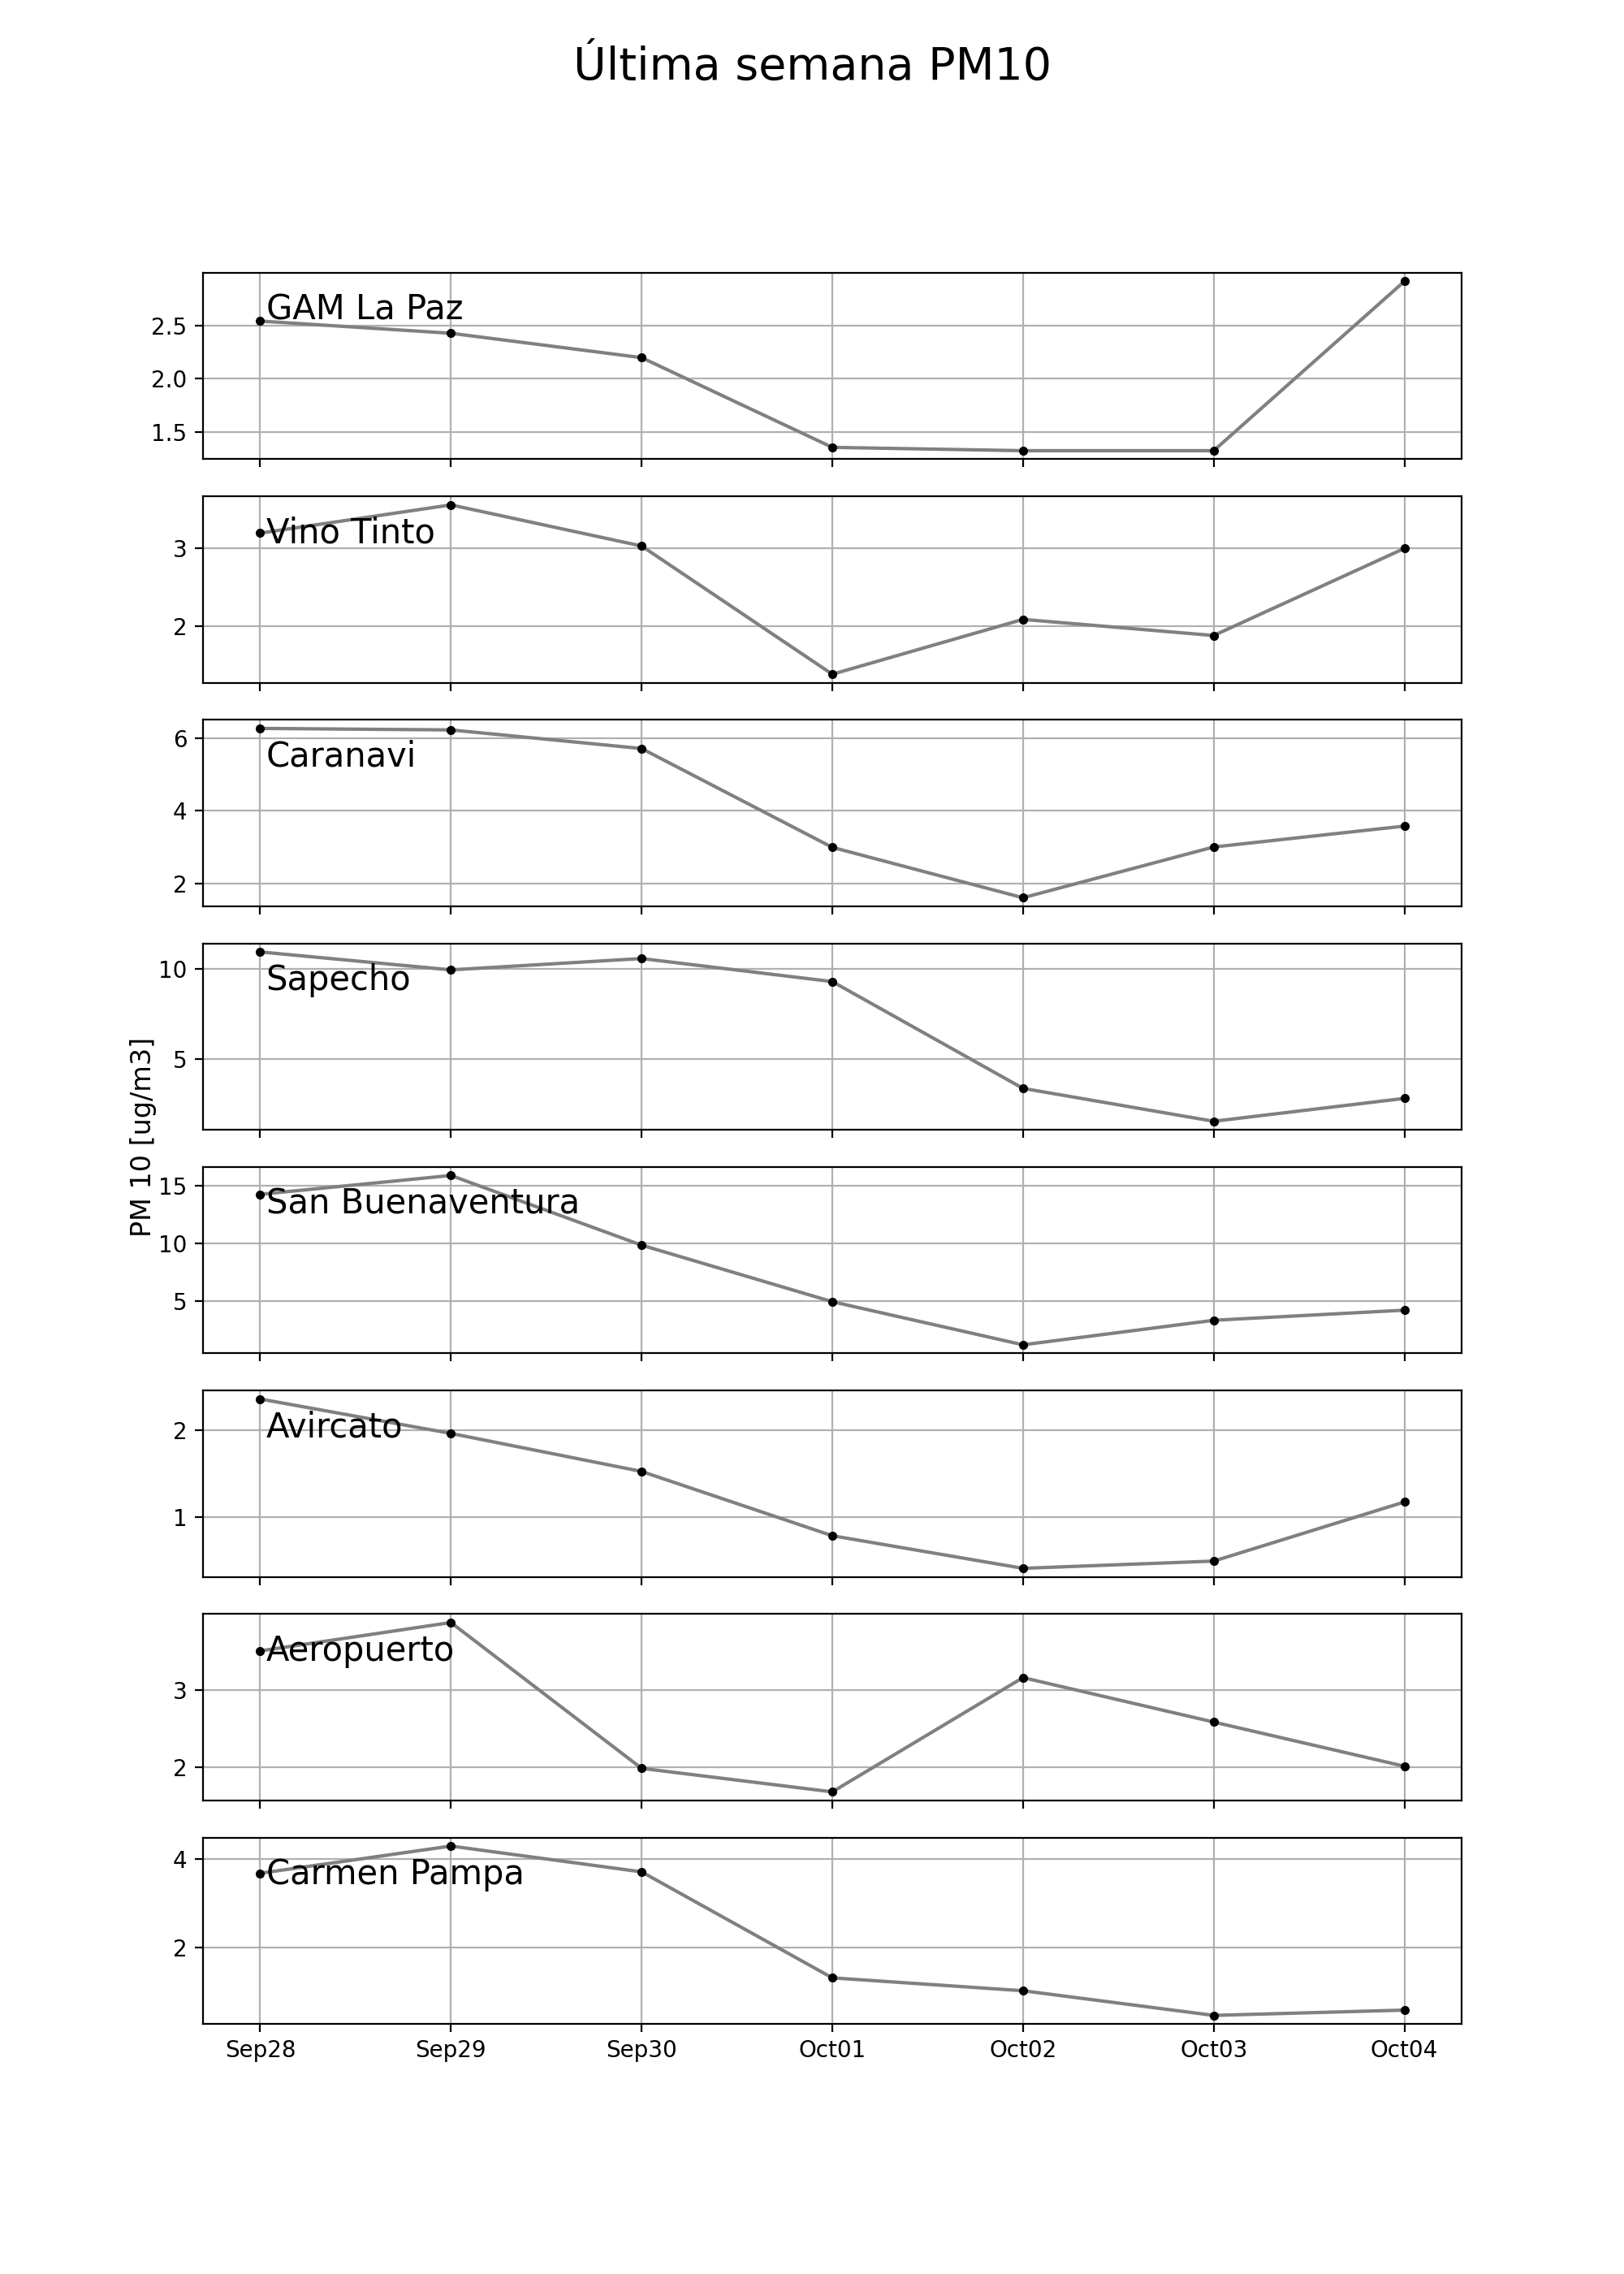 Última semana PM10
GAM La Paz
2.5
2.0
1.5
Vino Tinto
3
2
Caranavi
6
4
2
Sapecho
10
5
PM 10 [ug/m3]
San Buenaventura
15
10
5
Avircato
2
1
Aeropuerto
3
2
Carmen Pampa
4
2
Sep28 Sep29 Sep30 Oct01 Oct02 Oct03 Oct04